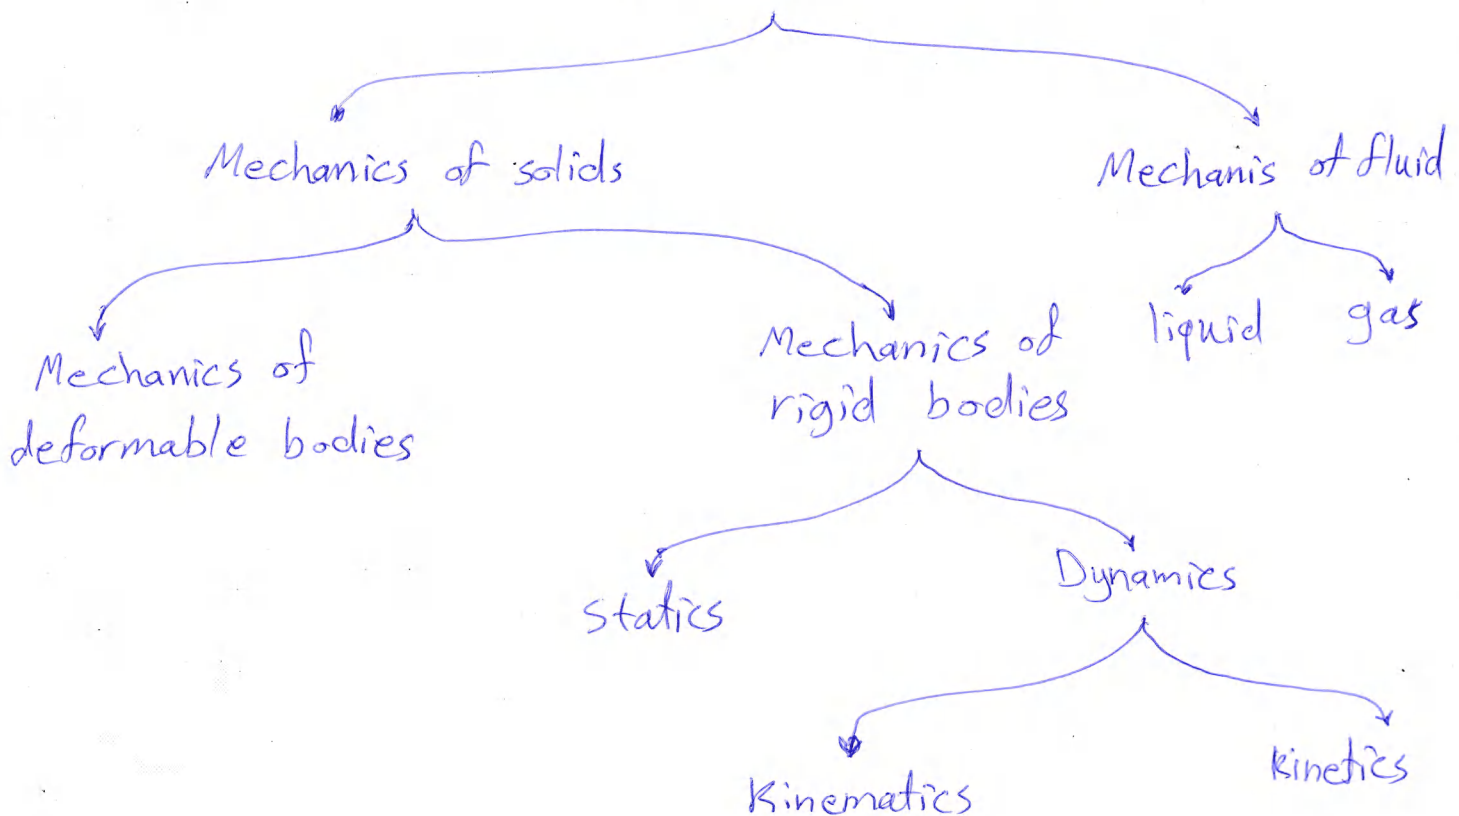 Mechanics of solids
Mechanis of fluid
Mechanics of
deformable bodies
Mechanics of
rigid bodies
liquid
gas
Statics
Dynamics
Kinematics
Kinetics